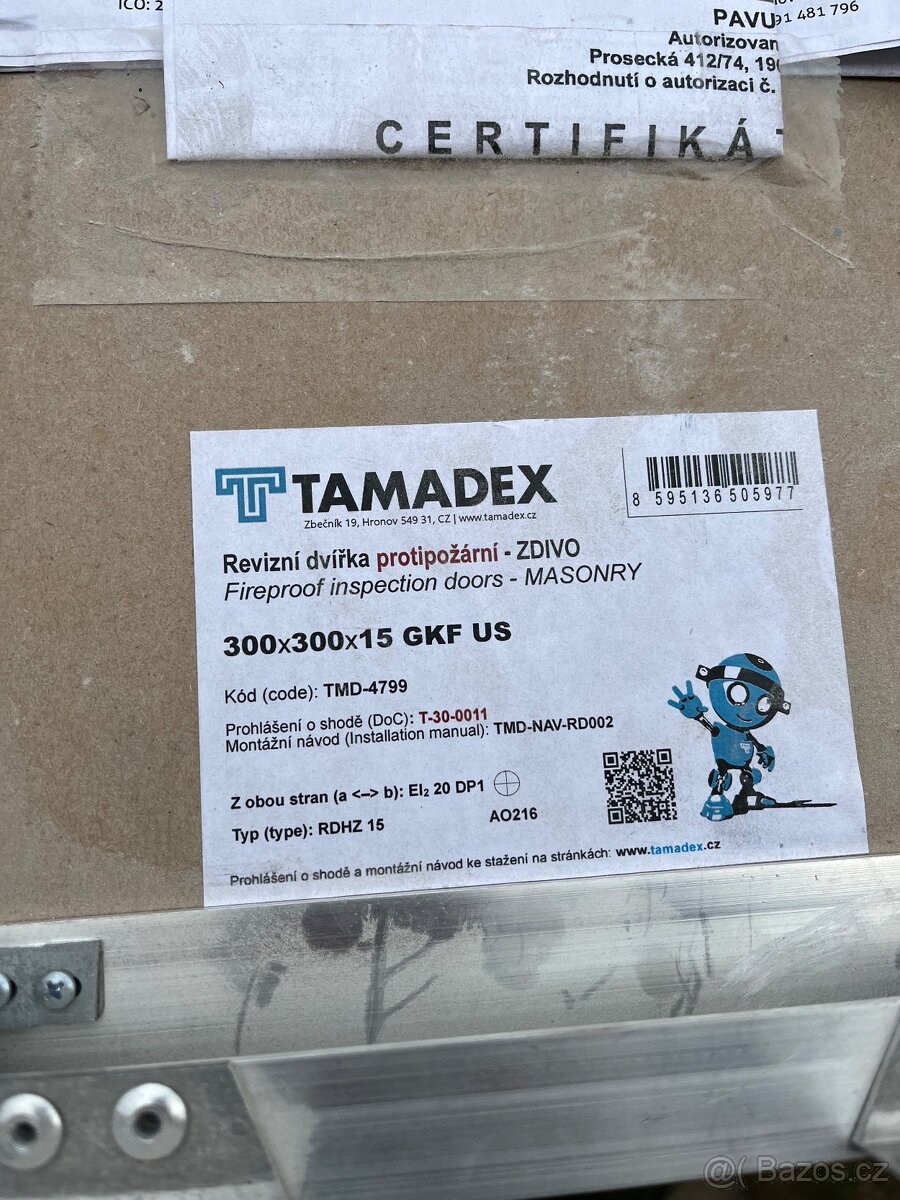 IČO: 2
91 481 796
PAVU
Autorizovan
Prosecká 412/74, 190
Rozhodnutí o autorizaci č.
CERTIFIKÁT
TAMADEX
Zbečník 19, Hronov 549 31, CZ | www.tamadex.cz
8 595136 505977
Revizní dvířka protipožární - ZDIVO
Fireproof inspection doors - MASONRY
300x300x15 GKF US
Kód (code): TMD-4799
Prohlášení o shodě (DoC): T-30-0011
Montážní návod (Installation manual): TMD-NAV-RD002
Z obou stran (a <–> b): EI₂ 20 DP1
AO216
Typ (type): RDHZ 15
Prohlášení o shodě a montážní návod ke stažení na stránkách: www.tamadex.cz
@( Bazos.cz